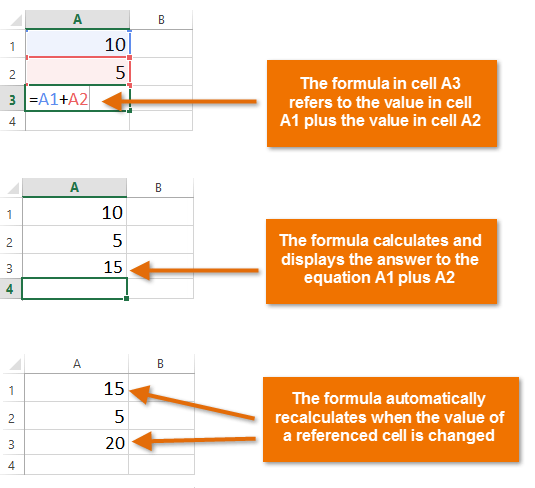 A B
1 10
2 5
3 =A1+A2
4
The formula in cell A3
refers to the value in cell
A1 plus the value in cell A2
A B
1 10
2 5
3 15
4
The formula calculates and
displays the answer to the
equation A1 plus A2
A B
1 15
2 5
3 20
4
The formula automatically
recalculates when the value of
a referenced cell is changed